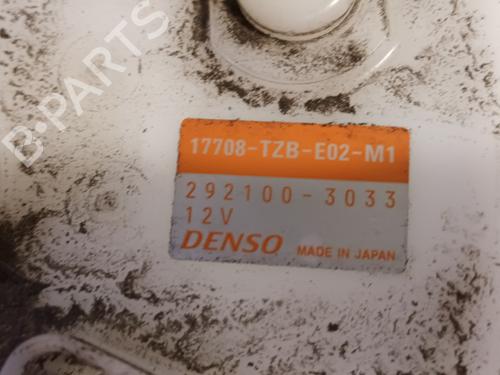 17708-TZB-E02-M1
292100-3033
12V
DENSO MADE IN JAPAN
B-PARTS